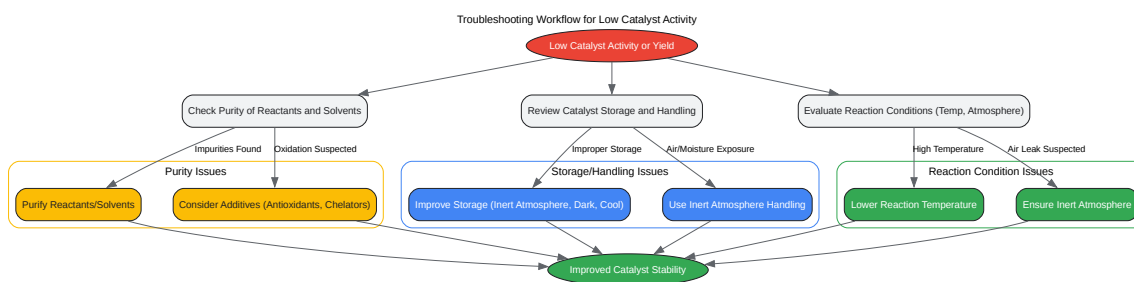 Troubleshooting Workflow for Low Catalyst Activity
Low Catalyst Activity or Yield
Check Purity of Reactants and Solvents
Review Catalyst Storage and Handling
Evaluate Reaction Conditions (Temp, Atmosphere)
Impurities Found
Oxidation Suspected
Improper Storage
Air/Moisture Exposure
High Temperature
Air Leak Suspected
Purity Issues
Storage/Handling Issues
Reaction Condition Issues
Purify Reactants/Solvents
Consider Additives (Antioxidants, Chelators)
Improve Storage (Inert Atmosphere, Dark, Cool)
Use Inert Atmosphere Handling
Lower Reaction Temperature
Ensure Inert Atmosphere
Improved Catalyst Stability